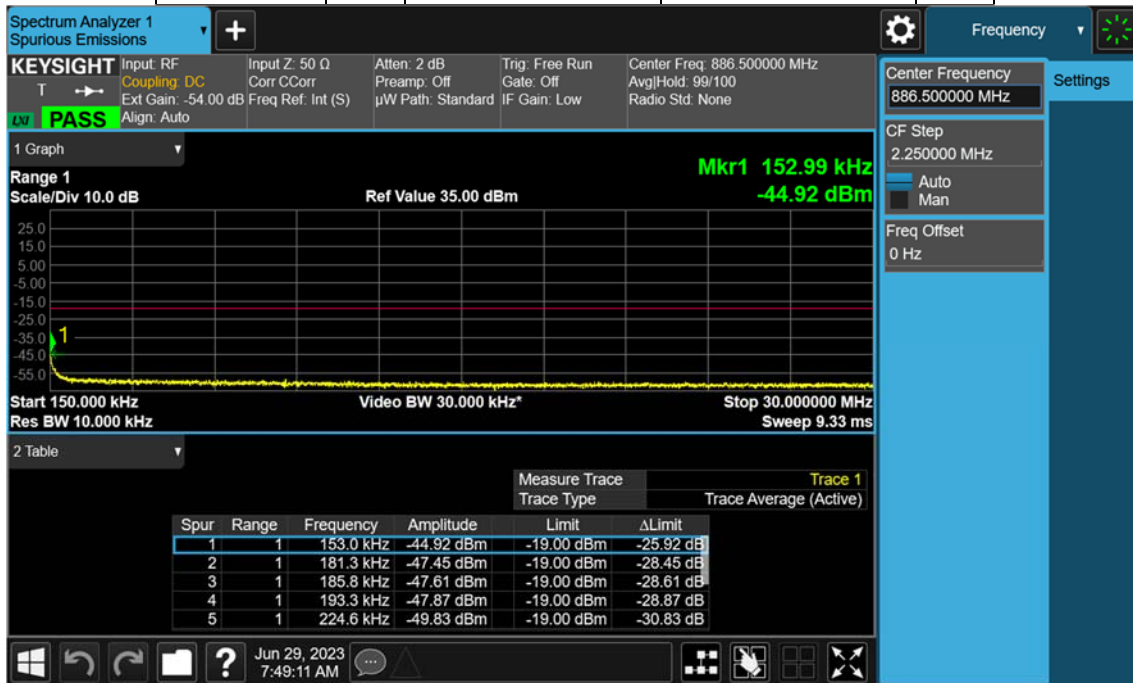 Spectrum Analyzer 1
Spurious Emissions
+
Frequency
KEYSIGHT
T
LXI PASS
Input: RF
Coupling: DC
Ext Gain: -54.00 dB
Align: Auto
Input Z: 50 Ω
Corr CCorr
Freq Ref: Int (S)
Atten: 2 dB
Preamp: Off
µW Path: Standard
Trig: Free Run
Gate: Off
IF Gain: Low
Center Freq: 886.500000 MHz
Avg|Hold: 99/100
Radio Std: None
Center Frequency
886.500000 MHz
Settings
CF Step
2.250000 MHz
Auto
Man
Freq Offset
0 Hz
1 Graph
Range 1
Scale/Div 10.0 dB
Ref Value 35.00 dBm
Mkr1 152.99 kHz
-44.92 dBm
25.0
15.0
5.00
-5.00
-15.0
-25.0
-35.0
-45.0
-55.0
1
Start 150.000 kHz
Video BW 30.000 kHz*
Stop 30.000000 MHz
Res BW 10.000 kHz
Sweep 9.33 ms
2 Table
Measure Trace Trace 1
Trace Type Trace Average (Active)
Spur Range Frequency Amplitude Limit ΔLimit
1 1 153.0 kHz -44.92 dBm -19.00 dBm -25.92 dB
2 1 181.3 kHz -47.45 dBm -19.00 dBm -28.45 dB
3 1 185.8 kHz -47.61 dBm -19.00 dBm -28.61 dB
4 1 193.3 kHz -47.87 dBm -19.00 dBm -28.87 dB
5 1 224.6 kHz -49.83 dBm -19.00 dBm -30.83 dB
?
Jun 29, 2023
7:49:11 AM